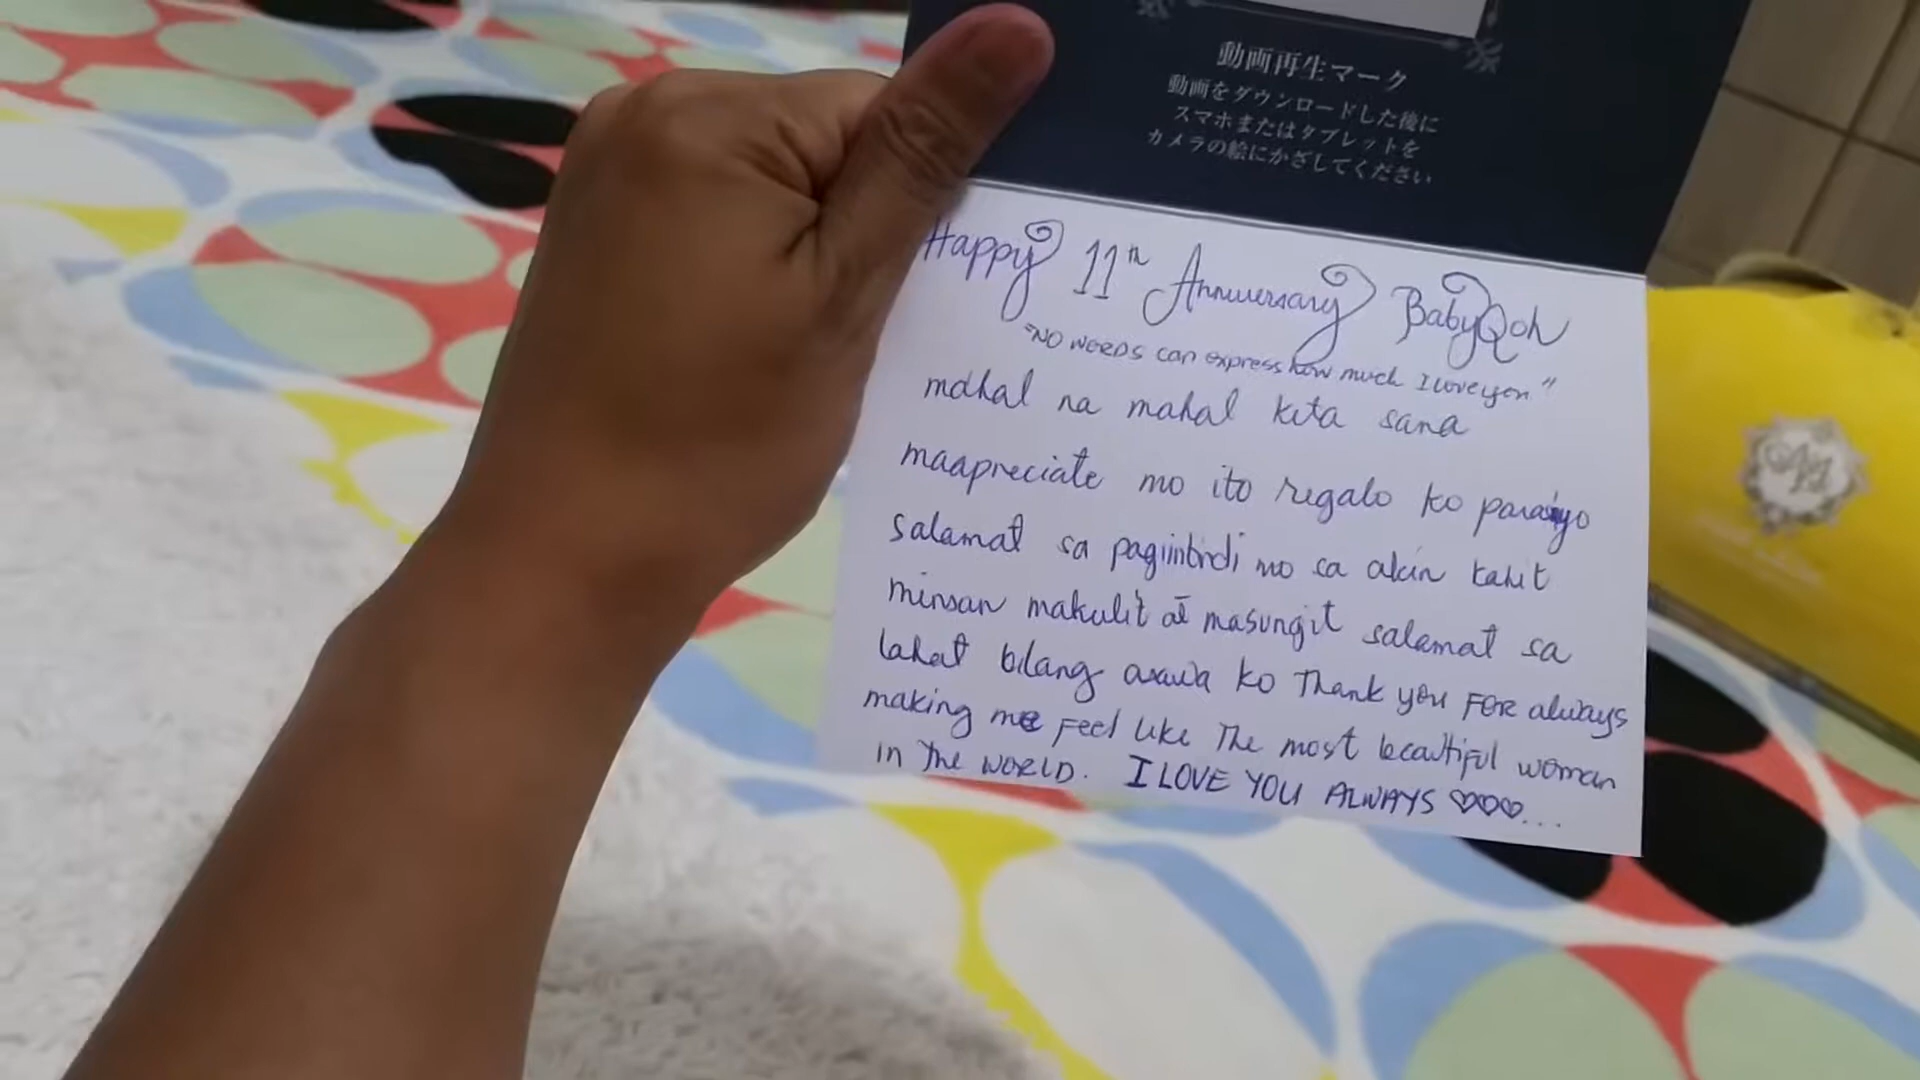 動画再生マーク
動画をダウンロードした後に
スマホまたはタブレットを
カメラの絵にかざしてください
Happy 11th Anniversary BabyQoh
"NO WORDS can express how much I love you"
mahal na mahal kita sana
maapreciate mo ito regalo ko para sayo
salamat sa pagiintindi mo sa akin kahit
minsan makulit at masungit salamat sa
lahat bilang asawa ko Thank you FOR always
making me Feel like The most beautiful woman
in The WORLD. I LOVE YOU ALWAYS ♡♡♡...